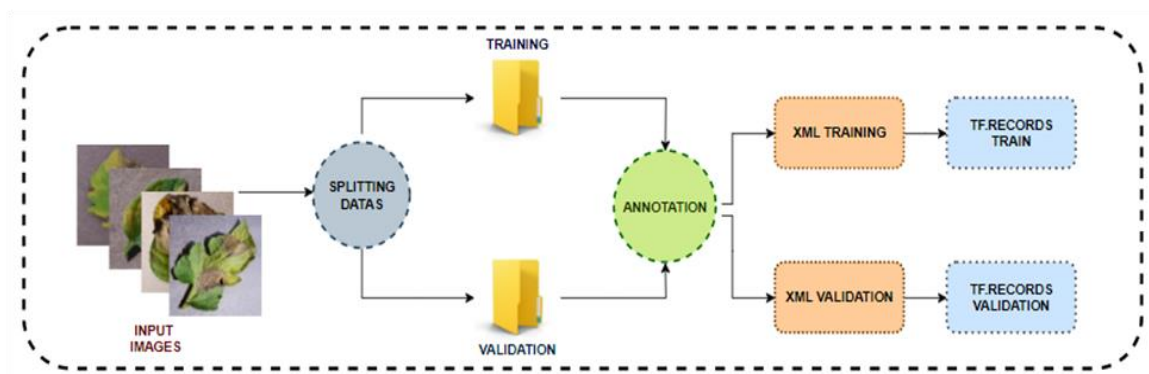 INPUT
IMAGES
SPLITTING
DATAS
TRAINING
VALIDATION
ANNOTATION
XML TRAINING
TF.RECORDS
TRAIN
XML VALIDATION
TF.RECORDS
VALIDATION